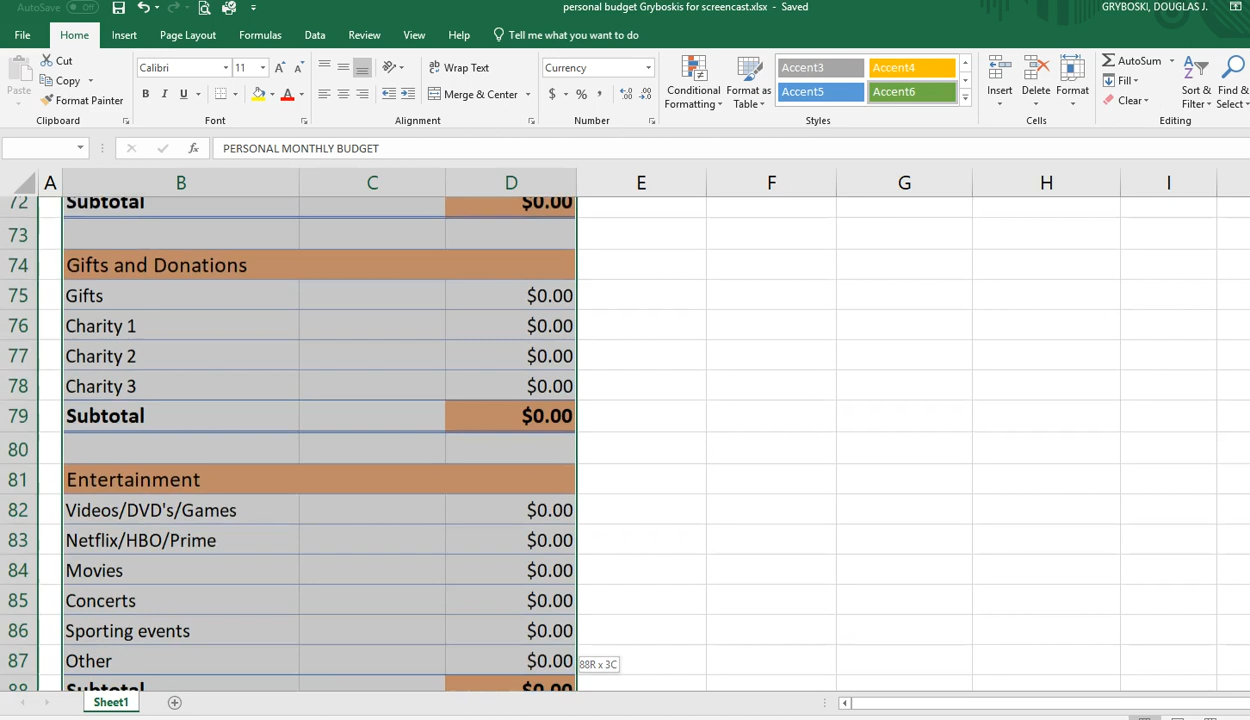 AutoSave Off personal budget Gryboskis for screencast.xlsx - Saved GRYBOSKI, DOUGLAS J.
File Home Insert Page Layout Formulas Data Review View Help Tell me what you want to do
Cut Calibri 11 Wrap Text Currency Accent3 Accent4 AutoSum
Paste Copy Format Painter Merge & Center Conditional Formatting Format as Table Accent5 Accent6 Insert Delete Format Fill Clear Sort & Filter Find & Select
Clipboard Font Alignment Number Styles Cells Editing
fx PERSONAL MONTHLY BUDGET
A B C D E F G H I
72 Subtotal $0.00
73
74 Gifts and Donations
75 Gifts $0.00
76 Charity 1 $0.00
77 Charity 2 $0.00
78 Charity 3 $0.00
79 Subtotal $0.00
80
81 Entertainment
82 Videos/DVD's/Games $0.00
83 Netflix/HBO/Prime $0.00
84 Movies $0.00
85 Concerts $0.00
86 Sporting events $0.00
87 Other $0.00 88R x 3C
88 Subtotal $0.00
Sheet1